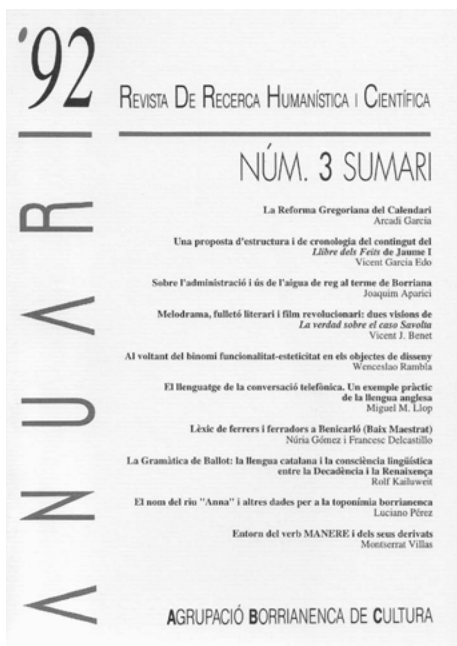 '92
ANUARI
REVISTA DE RECERCA HUMANÍSTICA I CIENTÍFICA
NÚM. 3 SUMARI
La Reforma Gregoriana del Calendari
Arcadi Garcia
Una proposta d'estructura i de cronologia del contingut del
Llibre dels Feits de Jaume I
Vicent Garcia Edo
Sobre l'administració i ús de l'aigua de reg al terme de Borriana
Joaquim Aparici
Melodrama, fulletó literari i film revolucionari: dues visions de
La verdad sobre el caso Savolta
Vicent J. Benet
Al voltant del binomi funcionalitat-esteticitat en els objectes de disseny
Wenceslao Rambla
El llenguatge de la conversació telefònica. Un exemple pràctic
de la llengua anglesa
Miguel M. Llop
Lèxic de ferrers i ferradors a Benicarló (Baix Maestrat)
Núria Gómez i Francesc Delcastillo
La Gramàtica de Ballot: la llengua catalana i la consciència lingüística
entre la Decadència i la Renaixença
Rolf Kailuweit
El nom del riu "Anna" i altres dades per a la toponímia borrianenca
Luciano Pérez
Entorn del verb MANERE i dels seus derivats
Montserrat Villas
AGRUPACIÓ BORRIANENCA DE CULTURA